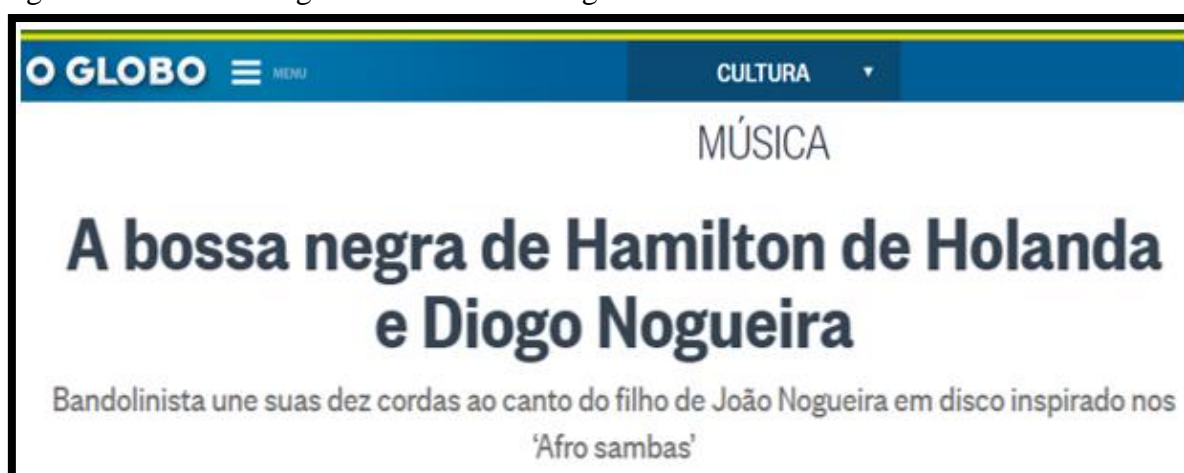 O GLOBO MENU CULTURA
MÚSICA
A bossa negra de Hamilton de Holanda
e Diogo Nogueira
Bandolinista une suas dez cordas ao canto do filho de João Nogueira em disco inspirado nos
‘Afro sambas’